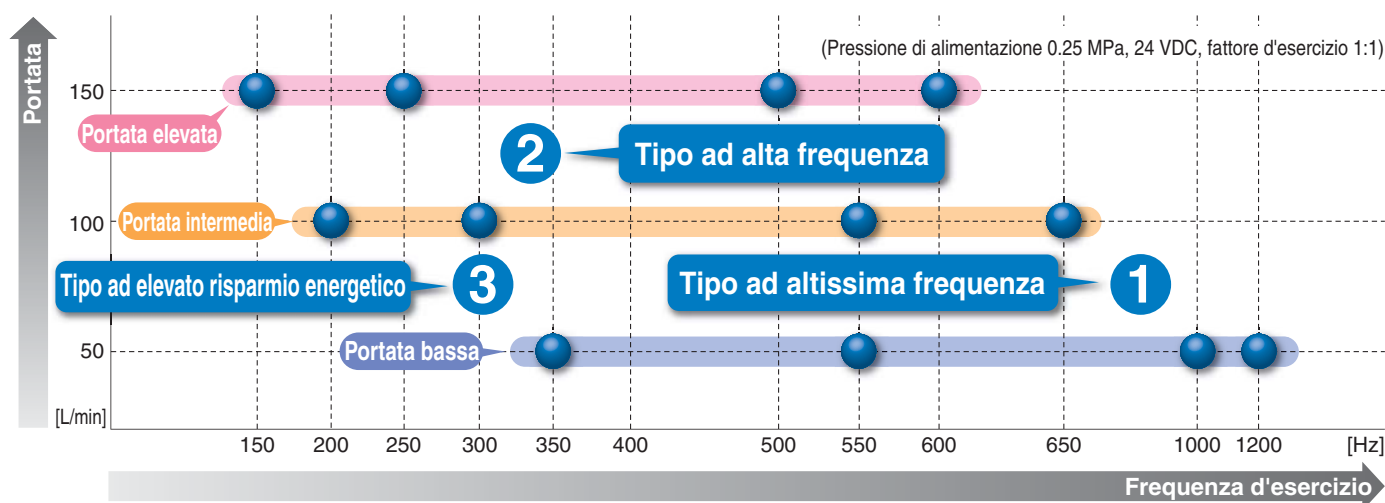 Portata
(Pressione di alimentazione 0.25 MPa, 24 VDC, fattore d'esercizio 1:1)
150
Portata elevata
2
Tipo ad alta frequenza
100
Portata intermedia
Tipo ad elevato risparmio energetico
3
Tipo ad altissima frequenza
1
50
Portata bassa
[L/min]
150 200 250 300 350 400 500 550 600 650 1000 1200 [Hz]
Frequenza d'esercizio